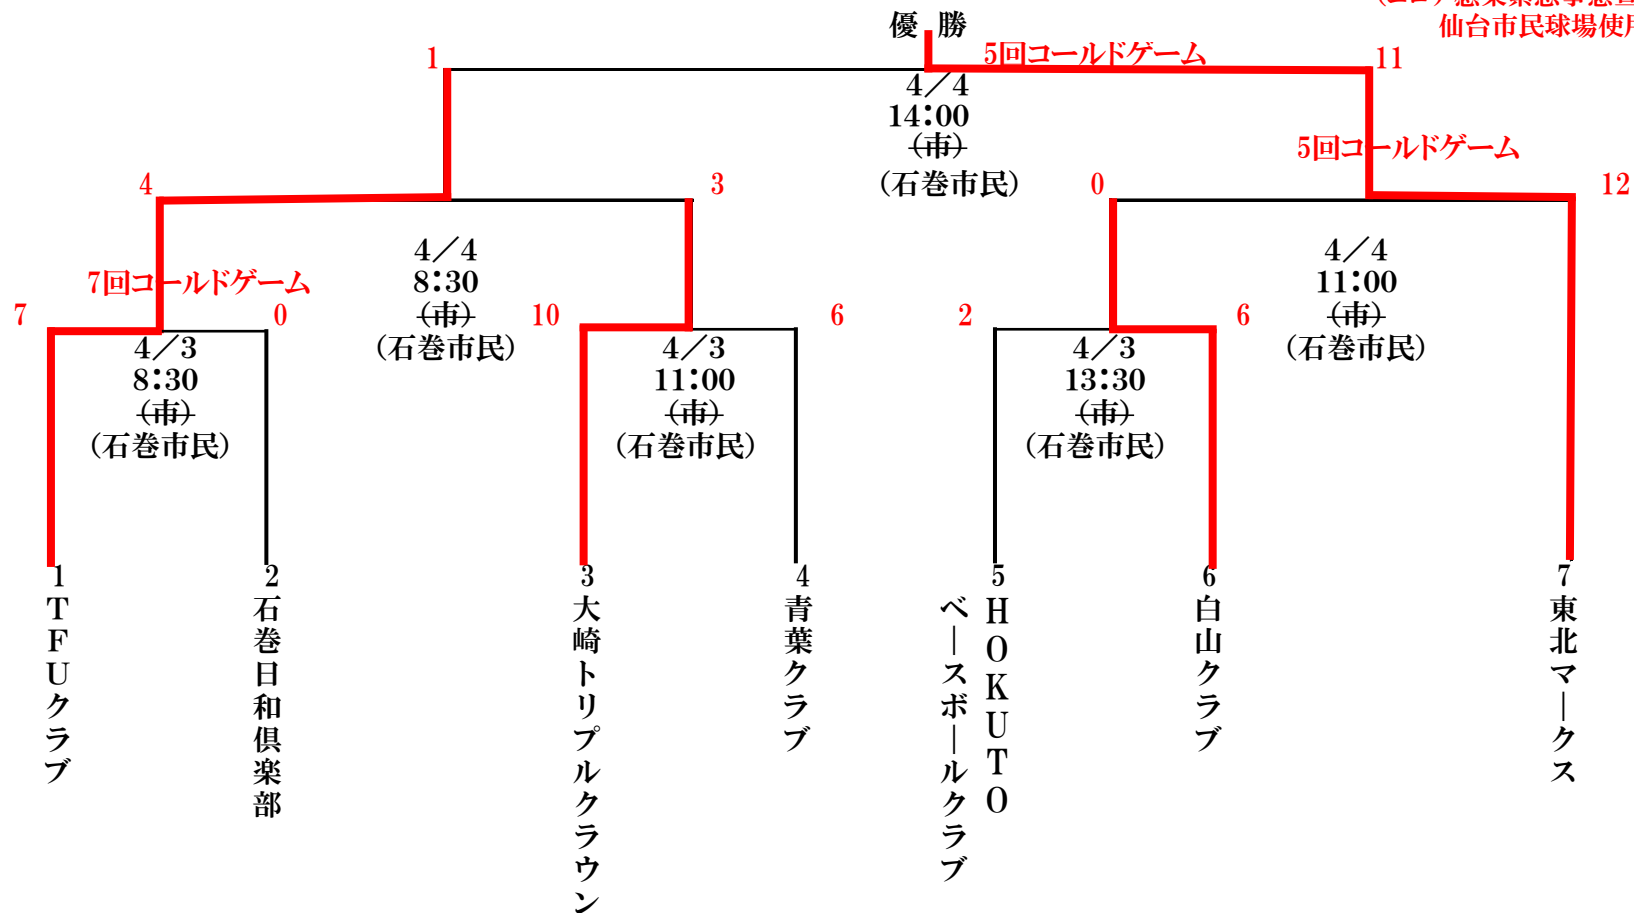 仙台市民球場使用
優勝
1
5回コールドゲーム
11
4／4
14：00
（市）
（石巻市民）
5回コールドゲーム
4
3
0
12
4／4
8：30
（市）
（石巻市民）
4／4
11：00
（市）
（石巻市民）
7回コールドゲーム
7
0
10
6
2
6
4／3
8：30
（市）
（石巻市民）
4／3
11：00
（市）
（石巻市民）
4／3
13：30
（市）
（石巻市民）
1
TFUクラブ
2
石巻日和倶楽部
3
大崎トリプルクラウン
4
青葉クラブ
5
HOKUTO
ベースボールクラブ
6
白山クラブ
7
東北マークス